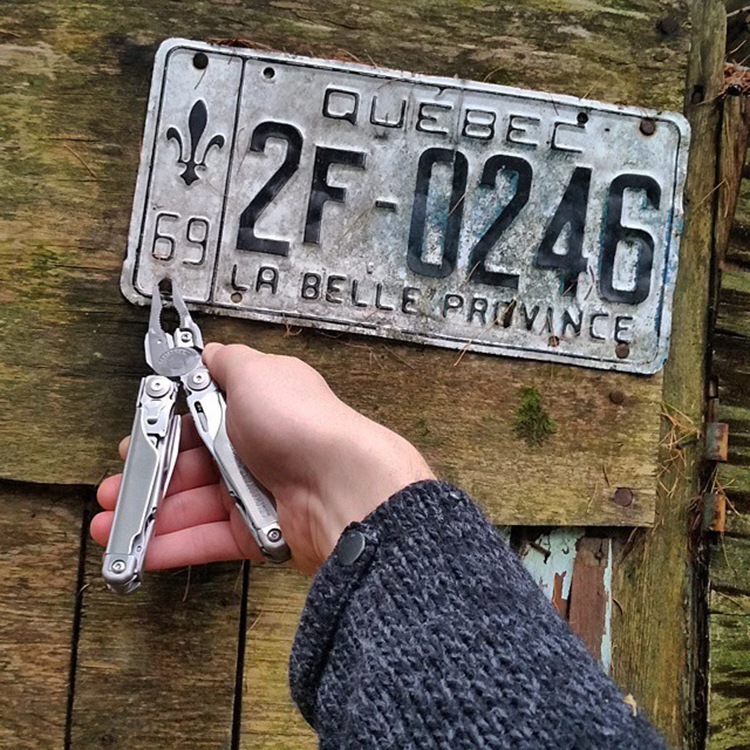 QUÉBEC
69
2F-0246
LA BELLE PROVINCE